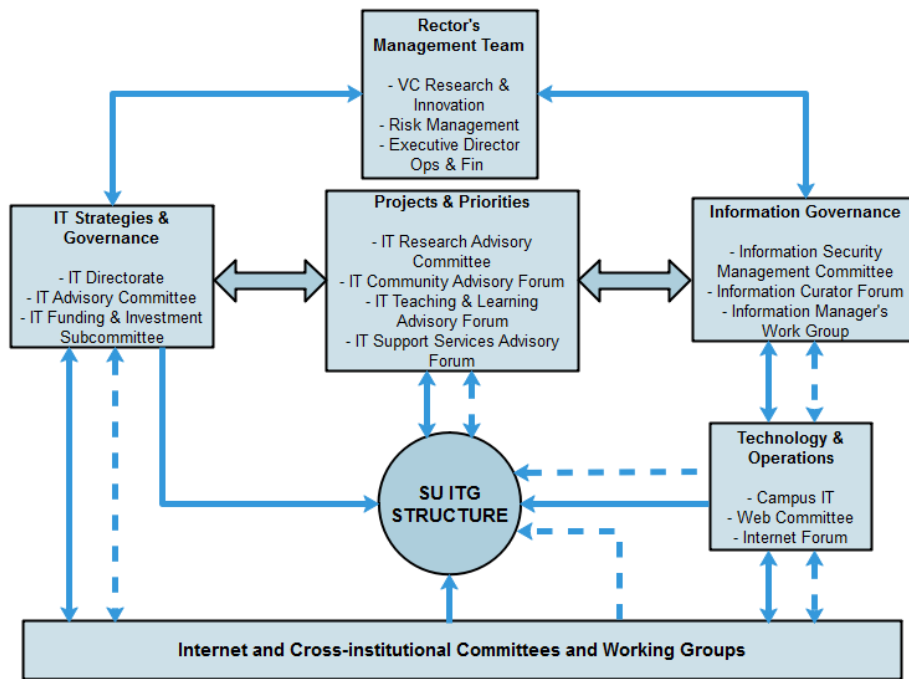 Rector's
Management Team
- VC Research &
Innovation
- Risk Management
- Executive Director
Ops & Fin
IT Strategies &
Governance
- IT Directorate
- IT Advisory Committee
- IT Funding & Investment
Subcommittee
Projects & Priorities
- IT Research Advisory
Committee
- IT Community Advisory Forum
- IT Teaching & Learning
Advisory Forum
- IT Support Services Advisory
Forum
Information Governance
- Information Security
Management Committee
- Information Curator Forum
- Information Manager's
Work Group
SU ITG
STRUCTURE
Technology &
Operations
- Campus IT
- Web Committee
- Internet Forum
Internet and Cross-institutional Committees and Working Groups